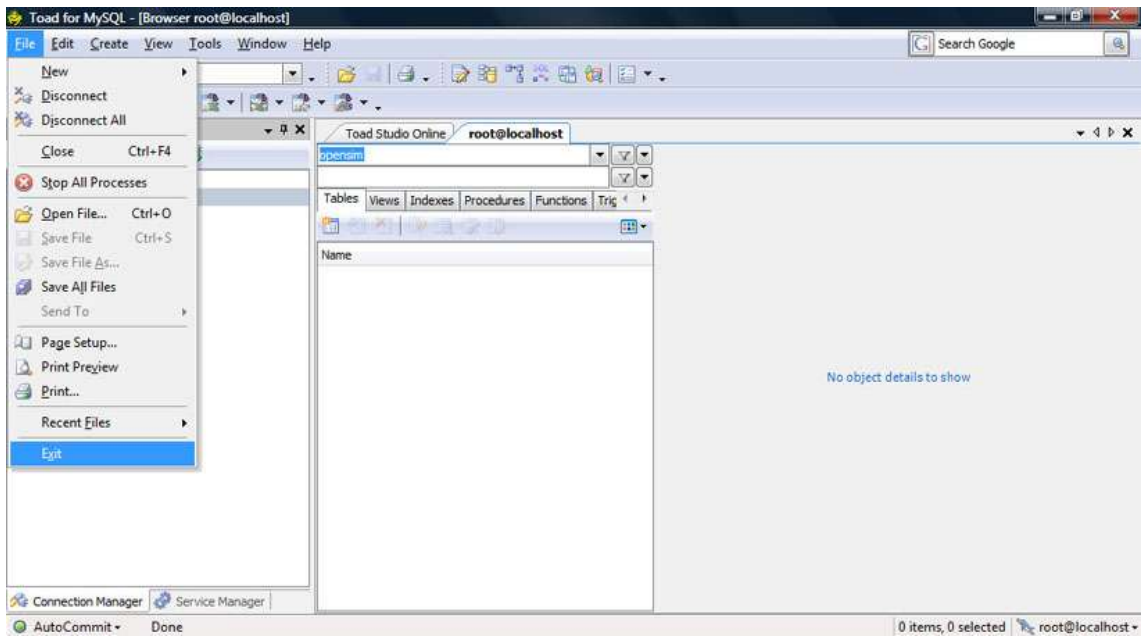 Toad for MySQL - [Browser root@localhost]
File Edit Create View Tools Window Help
Search Google
New
Disconnect
Disconnect All
Close Ctrl+F4
Stop All Processes
Open File... Ctrl+O
Save File Ctrl+S
Save File As...
Save All Files
Send To
Page Setup...
Print Preview
Print...
Recent Files
Exit
Toad Studio Online root@localhost
opensim
Tables Views Indexes Procedures Functions Trig
Name
No object details to show
Connection Manager Service Manager
AutoCommit Done 0 items, 0 selected root@localhost